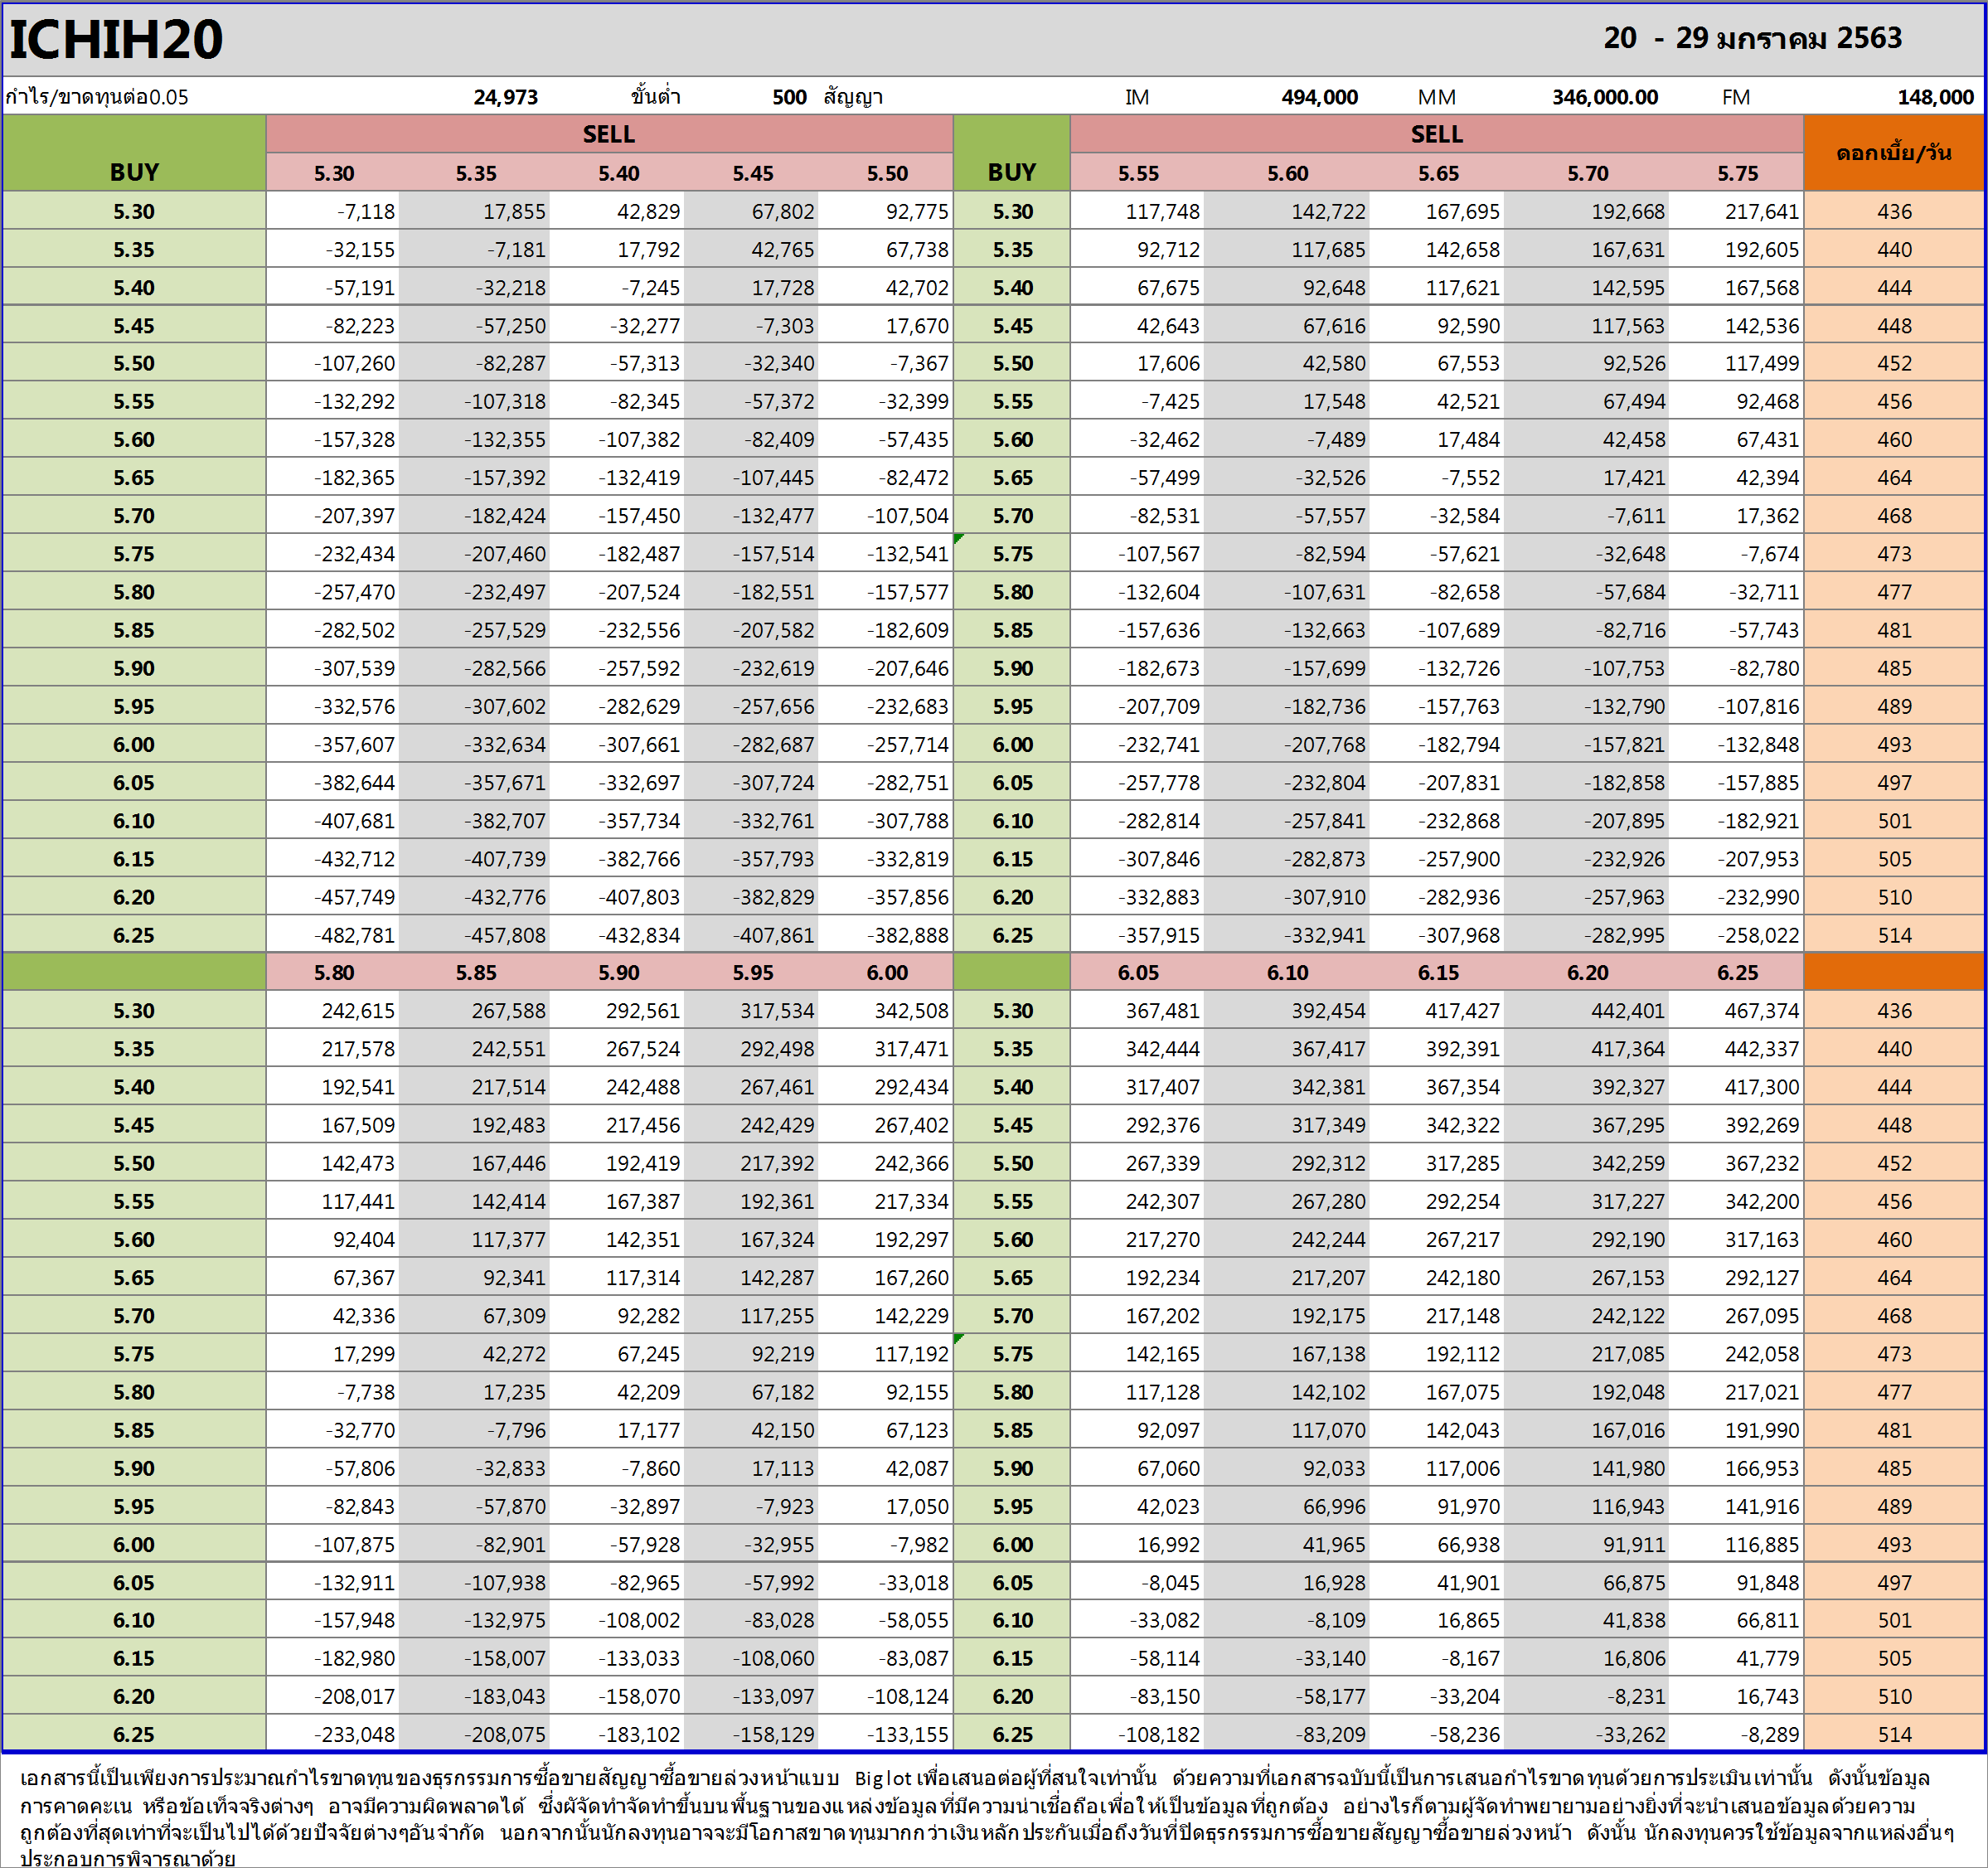 ICHIH20 20 - 29 มกราคม 2563
กำไร/ขาดทุนต่อ0.05 24,973 ขั้นต่ำ 500 สัญญา IM 494,000 MM 346,000.00 FM 148,000
SELL SELL
BUY 5.30 5.35 5.40 5.45 5.50 BUY 5.55 5.60 5.65 5.70 5.75 ดอกเบี้ย/วัน
5.30 -7,118 17,855 42,829 67,802 92,775 5.30 117,748 142,722 167,695 192,668 217,641 436
5.35 -32,155 -7,181 17,792 42,765 67,738 5.35 92,712 117,685 142,658 167,631 192,605 440
5.40 -57,191 -32,218 -7,245 17,728 42,702 5.40 67,675 92,648 117,621 142,595 167,568 444
5.45 -82,223 -57,250 -32,277 -7,303 17,670 5.45 42,643 67,616 92,590 117,563 142,536 448
5.50 -107,260 -82,287 -57,313 -32,340 -7,367 5.50 17,606 42,580 67,553 92,526 117,499 452
5.55 -132,292 -107,318 -82,345 -57,372 -32,399 5.55 -7,425 17,548 42,521 67,494 92,468 456
5.60 -157,328 -132,355 -107,382 -82,409 -57,435 5.60 -32,462 -7,489 17,484 42,458 67,431 460
5.65 -182,365 -157,392 -132,419 -107,445 -82,472 5.65 -57,499 -32,526 -7,552 17,421 42,394 464
5.70 -207,397 -182,424 -157,450 -132,477 -107,504 5.70 -82,531 -57,557 -32,584 -7,611 17,362 468
5.75 -232,434 -207,460 -182,487 -157,514 -132,541 5.75 -107,567 -82,594 -57,621 -32,648 -7,674 473
5.80 -257,470 -232,497 -207,524 -182,551 -157,577 5.80 -132,604 -107,631 -82,658 -57,684 -32,711 477
5.85 -282,502 -257,529 -232,556 -207,582 -182,609 5.85 -157,636 -132,663 -107,689 -82,716 -57,743 481
5.90 -307,539 -282,566 -257,592 -232,619 -207,646 5.90 -182,673 -157,699 -132,726 -107,753 -82,780 485
5.95 -332,576 -307,602 -282,629 -257,656 -232,683 5.95 -207,709 -182,736 -157,763 -132,790 -107,816 489
6.00 -357,607 -332,634 -307,661 -282,687 -257,714 6.00 -232,741 -207,768 -182,794 -157,821 -132,848 493
6.05 -382,644 -357,671 -332,697 -307,724 -282,751 6.05 -257,778 -232,804 -207,831 -182,858 -157,885 497
6.10 -407,681 -382,707 -357,734 -332,761 -307,788 6.10 -282,814 -257,841 -232,868 -207,895 -182,921 501
6.15 -432,712 -407,739 -382,766 -357,793 -332,819 6.15 -307,846 -282,873 -257,900 -232,926 -207,953 505
6.20 -457,749 -432,776 -407,803 -382,829 -357,856 6.20 -332,883 -307,910 -282,936 -257,963 -232,990 510
6.25 -482,781 -457,808 -432,834 -407,861 -382,888 6.25 -357,915 -332,941 -307,968 -282,995 -258,022 514
5.80 5.85 5.90 5.95 6.00 6.05 6.10 6.15 6.20 6.25
5.30 242,615 267,588 292,561 317,534 342,508 5.30 367,481 392,454 417,427 442,401 467,374 436
5.35 217,578 242,551 267,524 292,498 317,471 5.35 342,444 367,417 392,391 417,364 442,337 440
5.40 192,541 217,514 242,488 267,461 292,434 5.40 317,407 342,381 367,354 392,327 417,300 444
5.45 167,509 192,483 217,456 242,429 267,402 5.45 292,376 317,349 342,322 367,295 392,269 448
5.50 142,473 167,446 192,419 217,392 242,366 5.50 267,339 292,312 317,285 342,259 367,232 452
5.55 117,441 142,414 167,387 192,361 217,334 5.55 242,307 267,280 292,254 317,227 342,200 456
5.60 92,404 117,377 142,351 167,324 192,297 5.60 217,270 242,244 267,217 292,190 317,163 460
5.65 67,367 92,341 117,314 142,287 167,260 5.65 192,234 217,207 242,180 267,153 292,127 464
5.70 42,336 67,309 92,282 117,255 142,229 5.70 167,202 192,175 217,148 242,122 267,095 468
5.75 17,299 42,272 67,245 92,219 117,192 5.75 142,165 167,138 192,112 217,085 242,058 473
5.80 -7,738 17,235 42,209 67,182 92,155 5.80 117,128 142,102 167,075 192,048 217,021 477
5.85 -32,770 -7,796 17,177 42,150 67,123 5.85 92,097 117,070 142,043 167,016 191,990 481
5.90 -57,806 -32,833 -7,860 17,113 42,087 5.90 67,060 92,033 117,006 141,980 166,953 485
5.95 -82,843 -57,870 -32,897 -7,923 17,050 5.95 42,023 66,996 91,970 116,943 141,916 489
6.00 -107,875 -82,901 -57,928 -32,955 -7,982 6.00 16,992 41,965 66,938 91,911 116,885 493
6.05 -132,911 -107,938 -82,965 -57,992 -33,018 6.05 -8,045 16,928 41,901 66,875 91,848 497
6.10 -157,948 -132,975 -108,002 -83,028 -58,055 6.10 -33,082 -8,109 16,865 41,838 66,811 501
6.15 -182,980 -158,007 -133,033 -108,060 -83,087 6.15 -58,114 -33,140 -8,167 16,806 41,779 505
6.20 -208,017 -183,043 -158,070 -133,097 -108,124 6.20 -83,150 -58,177 -33,204 -8,231 16,743 510
6.25 -233,048 -208,075 -183,102 -158,129 -133,155 6.25 -108,182 -83,209 -58,236 -33,262 -8,289 514
เอกสารนี้เป็นเพียงการประมาณกำไรขาดทุนของธุรกรรมการซื้อขายสัญญาซื้อขายล่วงหน้าแบบ Biglotเพื่อเสนอต่อผู้ที่สนใจเท่านั้น ด้วยความที่เอกสารฉบับนี้เป็นการเสนอกำไรขาดทุนด้วยการประเมินเท่านั้น ดังนั้นข้อมูล
การคาดคะเน หรือข้อเท็จจริงต่างๆ อาจมีความผิดพลาดได้ ซึ่งผัจัดทำจัดทำขึ้นบนพื้นฐานของแหล่งข้อมูลที่มีความน่าเชื่อถือเพื่อให้เป็นข้อมูลที่ถูกต้อง อย่างไรก็ตามผู้จัดทำพยายามอย่างยิ่งที่จะนำเสนอข้อมูลด้วยความ
ถูกต้องที่สุดเท่าที่จะเป็นไปได้ด้วยปัจจัยต่างๆอันจำกัด นอกจากนั้นนักลงทุนอาจจะมีโอกาสขาดทุนมากกว่าเงินหลักประกันเมื่อถึงวันที่ปิดธุรกรรมการซื้อขายสัญญาซื้อขายล่วงหน้า ดังนั้น นักลงทุนควรใช้ข้อมูลจากแหล่งอื่นๆ
ประกอบการพิจารณาด้วย